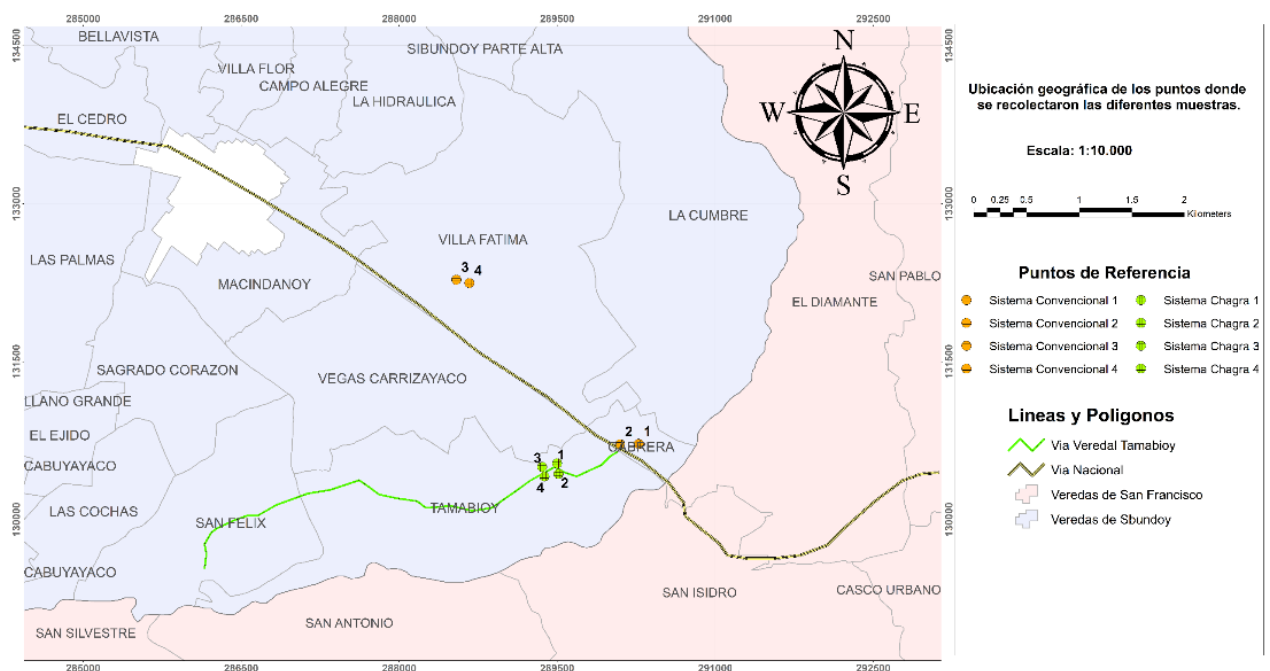 285000 286500 288000 289500 291000 292500
134500
133000
131500
130000
BELLAVISTA
SIBUNDOY PARTE ALTA
VILLA FLOR
CAMPO ALEGRE
LA HIDRAULICA
EL CEDRO
LA CUMBRE
VILLA FATIMA
LAS PALMAS
3 4
MACINDANOY
SAN PABLO
EL DIAMANTE
SAGRADO CORAZON
VEGAS CARRIZAYACO
LLANO GRANDE
EL EJIDO
2 1
CABRERA
3 1
CABUYAYACO
4 2
LAS COCHAS
TAMABIOY
SAN FELIX
CABUYAYACO
SAN ISIDRO
CASCO URBANO
SAN ANTONIO
SAN SILVESTRE
134500
133000
131500
130000
285000 286500 288000 289500 291000 292500
N
W E
S
Ubicación geográfica de los puntos donde
se recolectaron las diferentes muestras.
Escala: 1:10.000
0 0.25 0.5 1 1.5 2
Kilometers
Puntos de Referencia
Sistema Convencional 1 Sistema Chagra 1
Sistema Convencional 2 Sistema Chagra 2
Sistema Convencional 3 Sistema Chagra 3
Sistema Convencional 4 Sistema Chagra 4
Lineas y Poligonos
Via Veredal Tamabioy
Via Nacional
Veredas de San Francisco
Veredas de Sbundoy